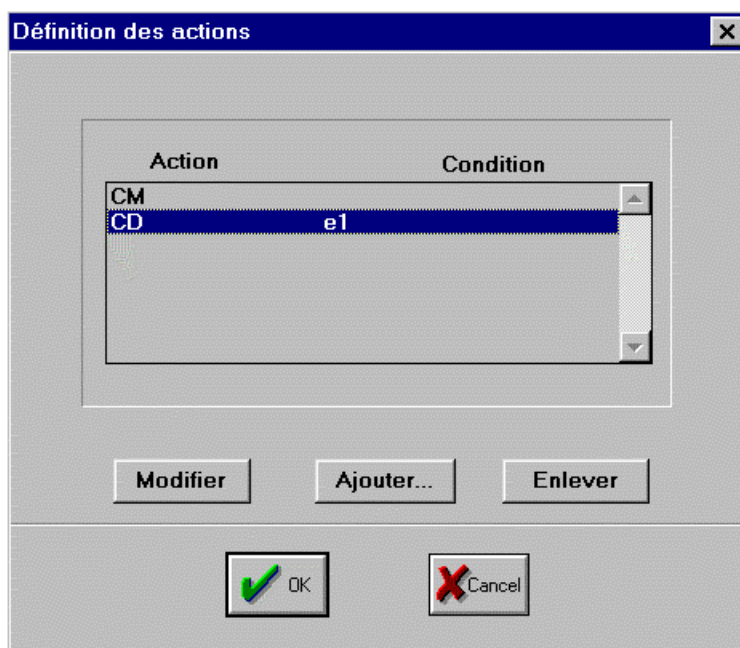 Définition des actions
Action Condition
CM
CD e1
Modifier Ajouter... Enlever
OK Cancel